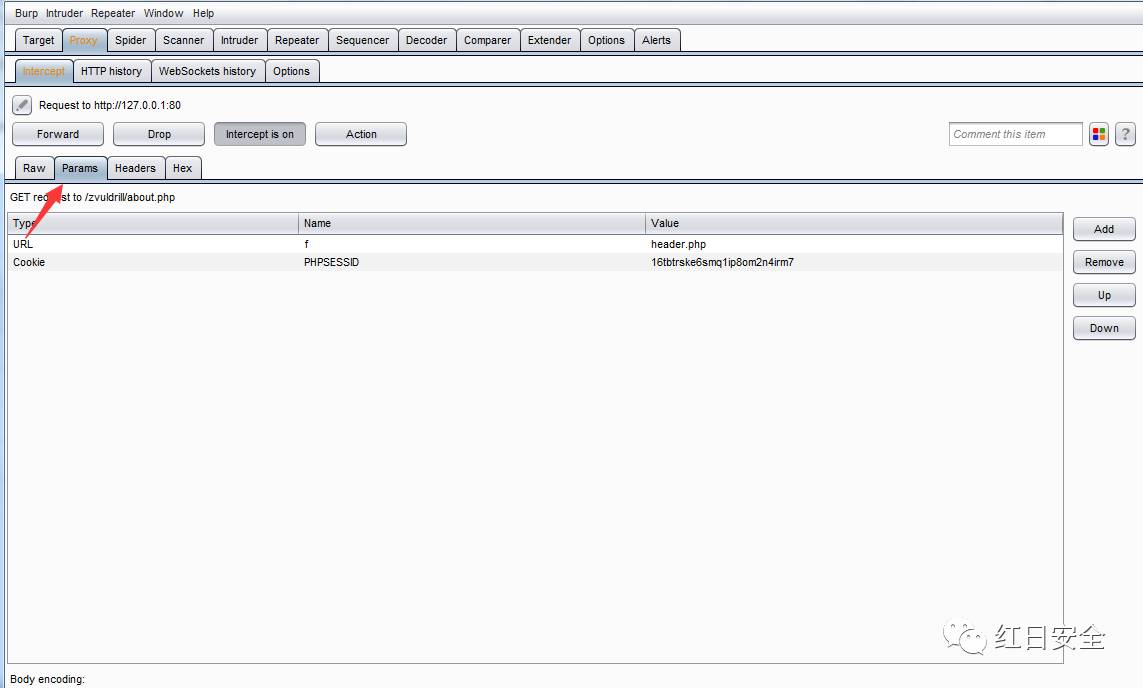 Burp Intruder Repeater Window Help
Target Proxy Spider Scanner Intruder Repeater Sequencer Decoder Comparer Extender Options Alerts
Intercept HTTP history WebSockets history Options
Request to http://127.0.0.1:80
Forward Drop Intercept is on Action Comment this item ?
Raw Params Headers Hex
GET request to /zvuldrill/about.php
Type Name Value
URL f header.php
Cookie PHPSESSID 16tbtrske6smq1ip8om2n4irm7
Add
Remove
Up
Down
红日安全
Body encoding: